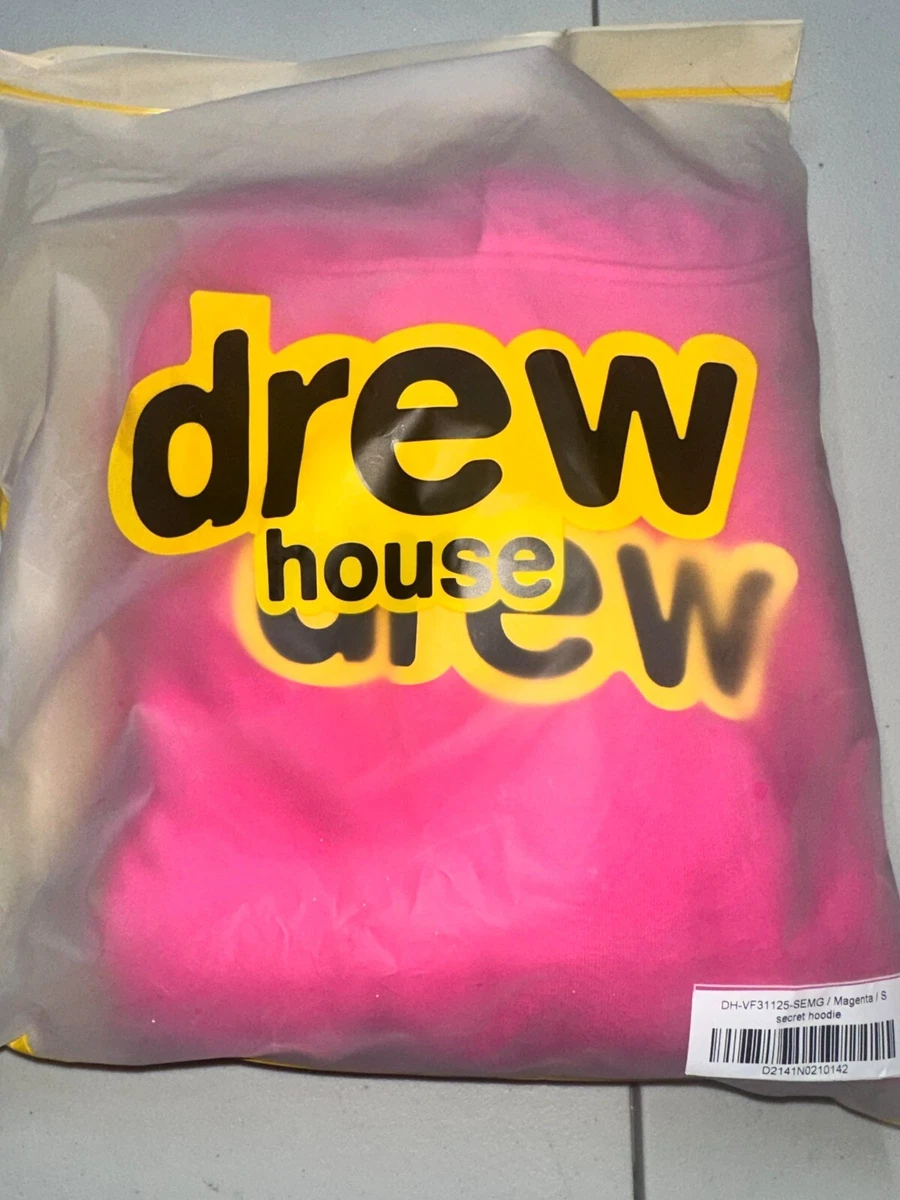 drew
house
drew
DH-VF31125-SEMG / Magenta / S
secret hoodie
D2141N0210142